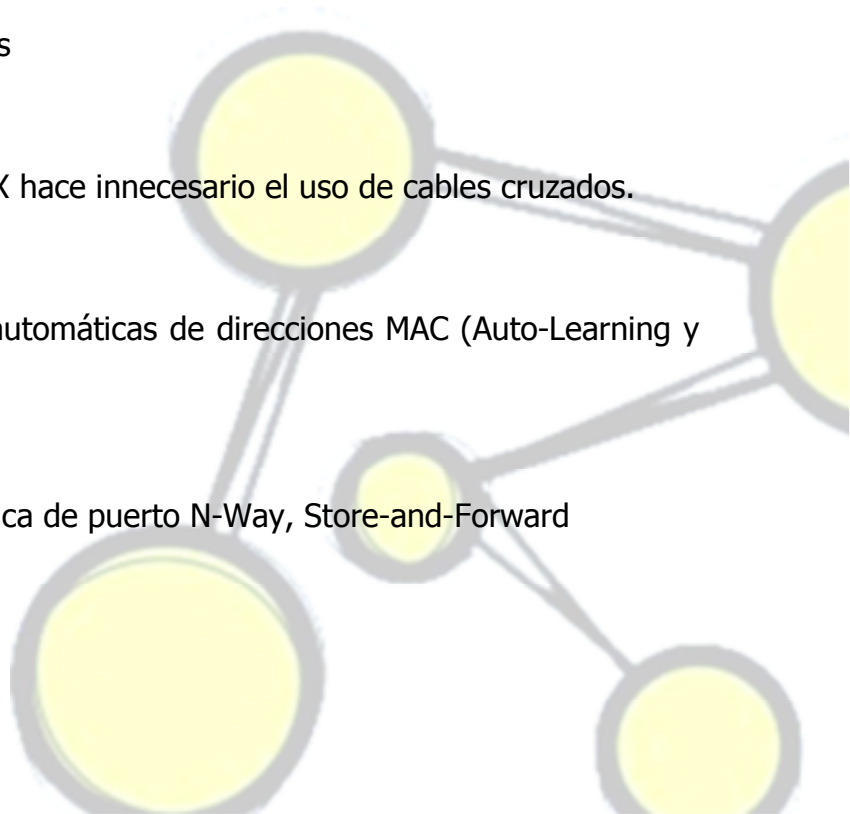 s
X hace innecesario el uso de cables cruzados.
automáticas de direcciones MAC (Auto-Learning y
ca de puerto N-Way, Store-and-Forward